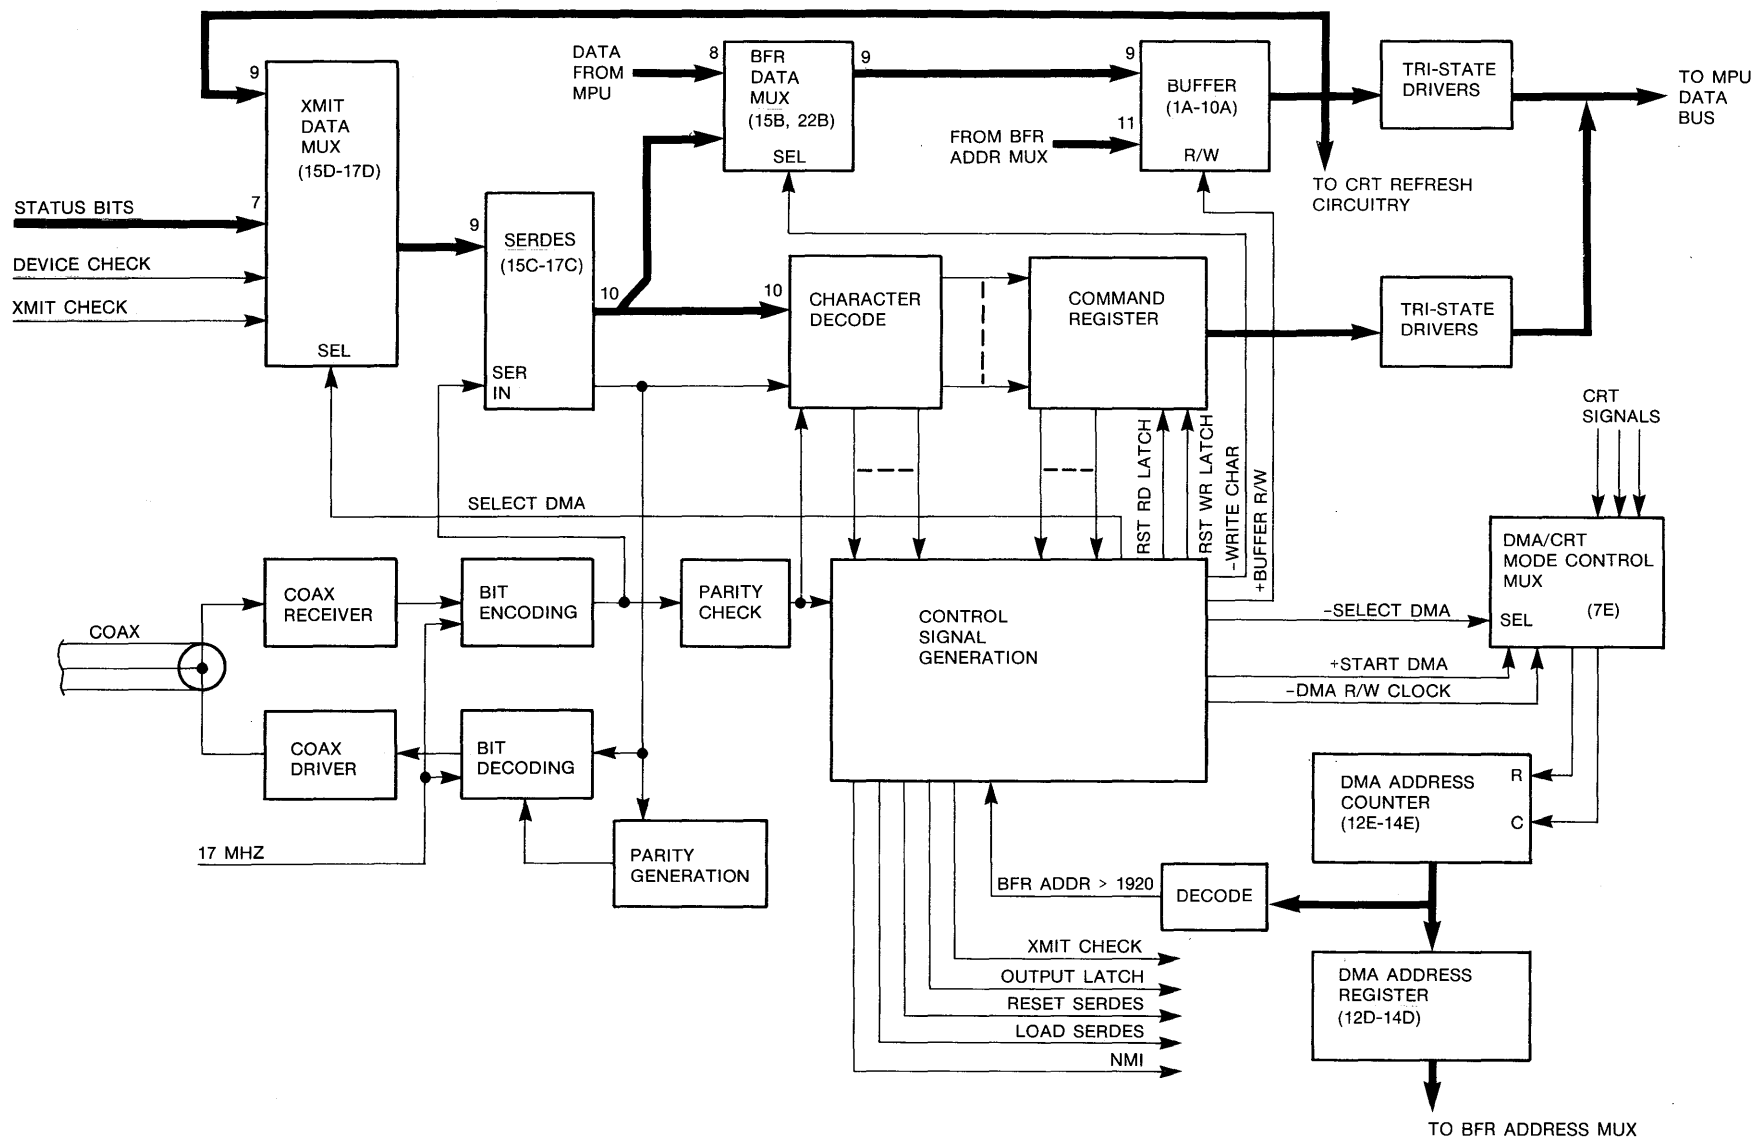 9
XMIT
DATA
MUX
(15D-17D)
STATUS BITS
7
DEVICE CHECK
XMIT CHECK
SEL
9
SERDES
(15C-17C)
10
SER
IN
DATA
FROM
MPU
8
BFR
DATA
MUX
(15B, 22B)
SEL
9
9
FROM BFR
ADDR MUX
11
BUFFER
(1A-10A)
R/W
TRI-STATE
DRIVERS
TO MPU
DATA
BUS
TO CRT REFRESH
CIRCUITRY
10
CHARACTER
DECODE
COMMAND
REGISTER
TRI-STATE
DRIVERS
CRT
SIGNALS
SELECT DMA
RST RD LATCH
RST WR LATCH
-WRITE CHAR
+BUFFER R/W
DMA/CRT
MODE CONTROL
MUX
(7E)
SEL
COAX
COAX
RECEIVER
BIT
ENCODING
PARITY
CHECK
CONTROL
SIGNAL
GENERATION
-SELECT DMA
+START DMA
-DMA R/W CLOCK
COAX
DRIVER
BIT
DECODING
17 MHZ
PARITY
GENERATION
DMA ADDRESS
COUNTER
(12E-14E)
R
C
BFR ADDR > 1920
DECODE
XMIT CHECK
OUTPUT LATCH
RESET SERDES
LOAD SERDES
NMI
DMA ADDRESS
REGISTER
(12D-14D)
TO BFR ADDRESS MUX